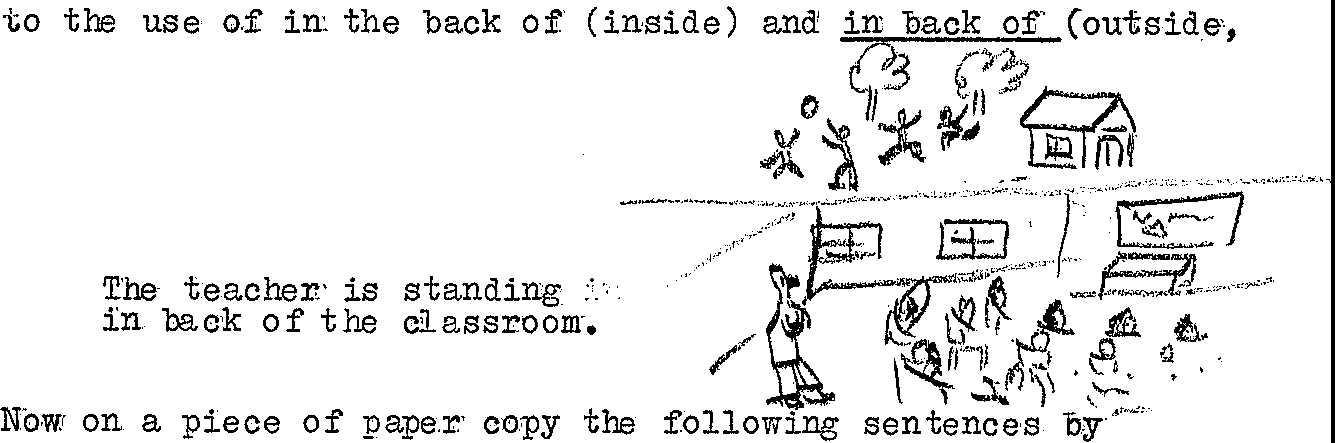 to the use of in the back of (inside) and in back of (outside,
The teacher is standing
in back of the classroom.
Now on a piece of paper copy the following sentences by